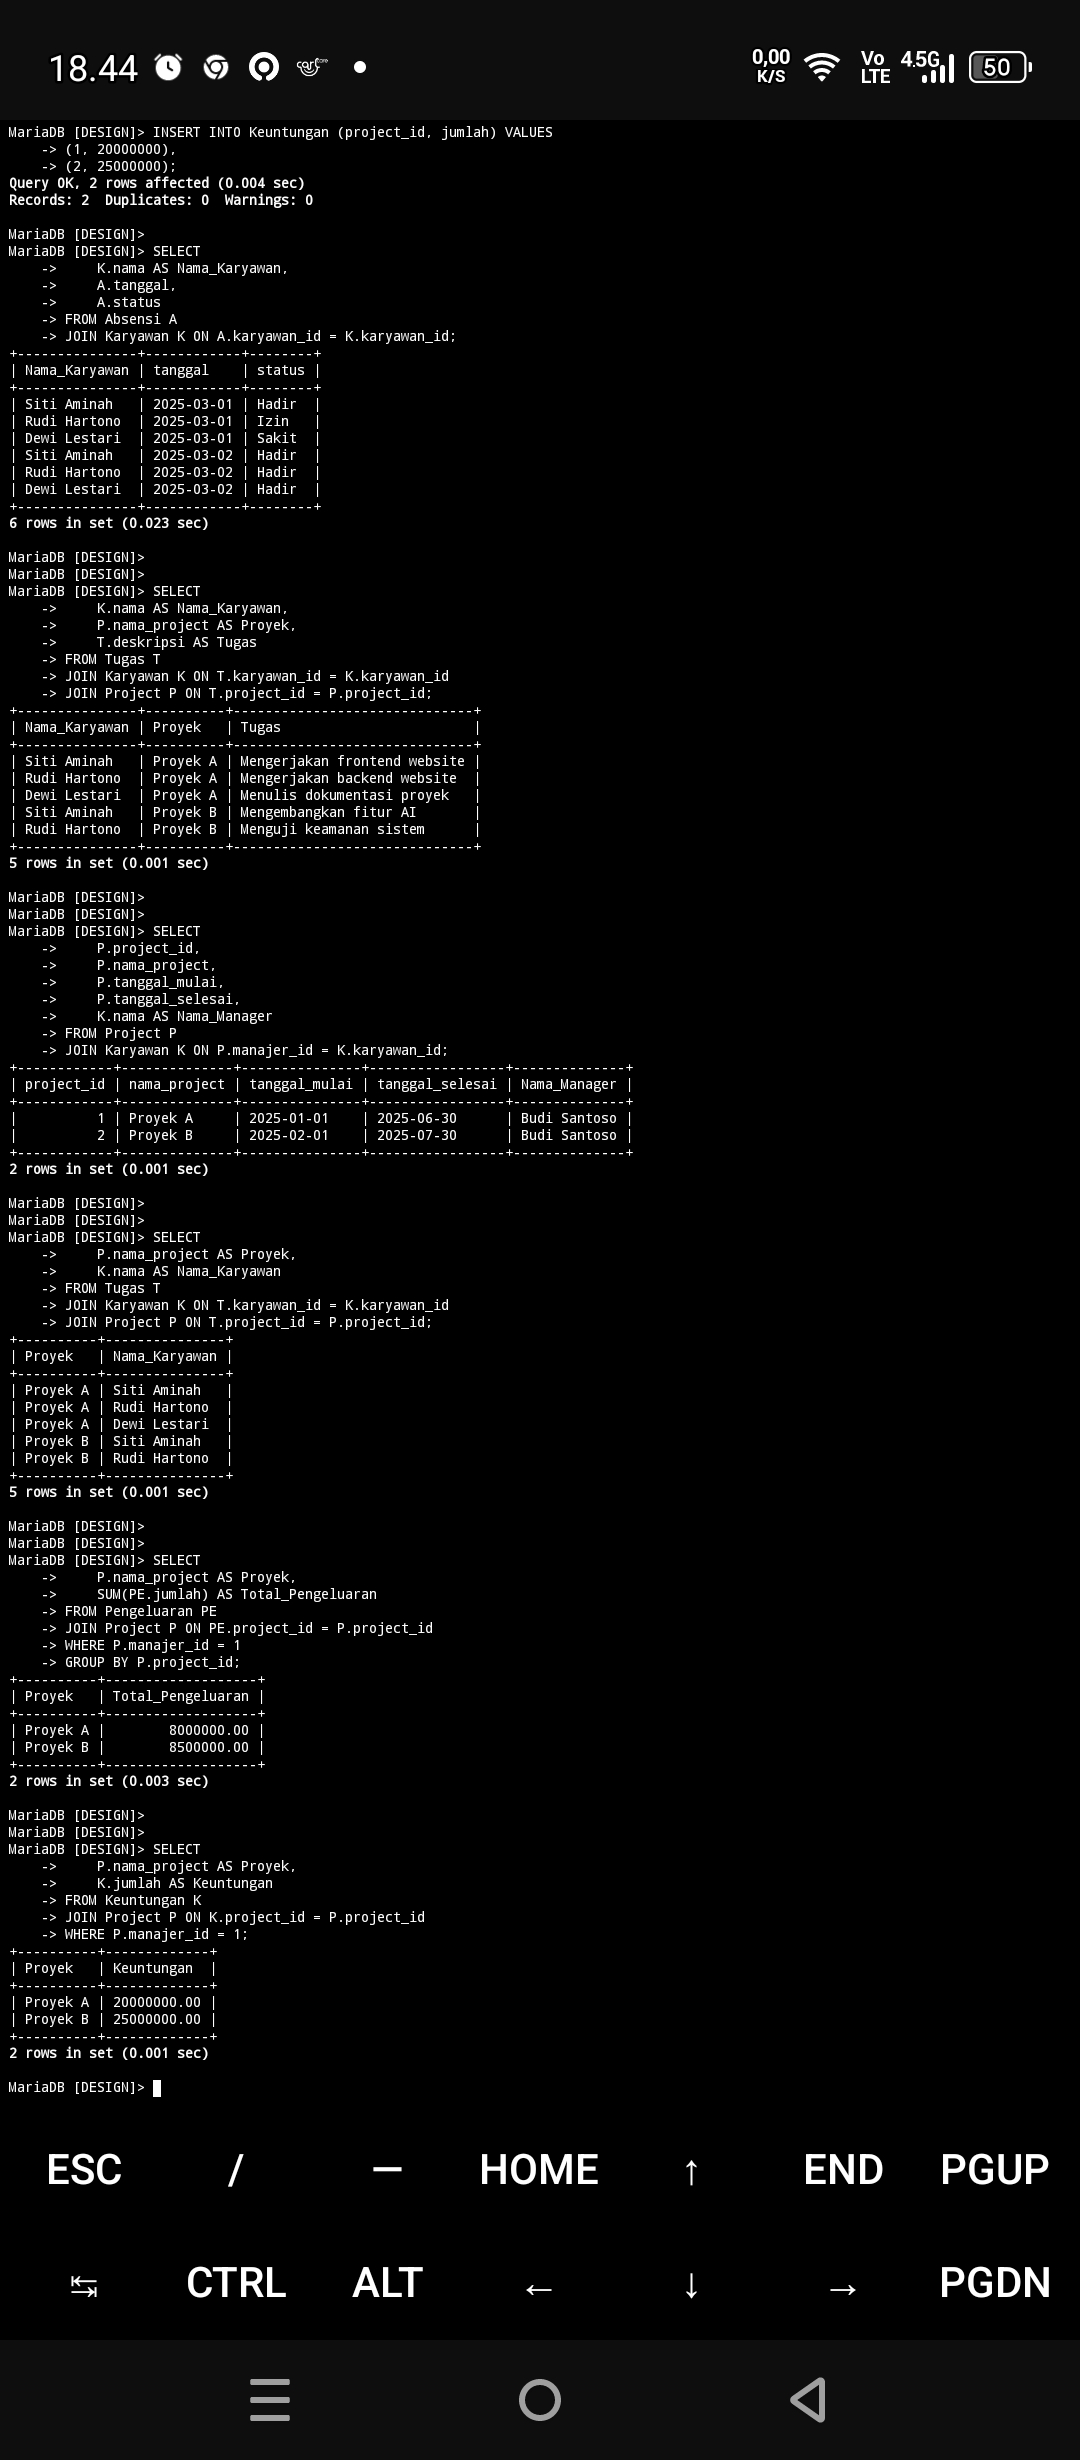 18.44
0,00 K/S
Vo LTE
4.5G
50
MariaDB [DESIGN]> INSERT INTO Keuntungan (project_id, jumlah) VALUES
    -> (1, 20000000),
    -> (2, 25000000);
Query OK, 2 rows affected (0.004 sec)
Records: 2  Duplicates: 0  Warnings: 0

MariaDB [DESIGN]>
MariaDB [DESIGN]> SELECT
    ->     K.nama AS Nama_Karyawan,
    ->     A.tanggal,
    ->     A.status
    -> FROM Absensi A
    -> JOIN Karyawan K ON A.karyawan_id = K.karyawan_id;
+---------------+------------+--------+
| Nama_Karyawan | tanggal    | status |
+---------------+------------+--------+
| Siti Aminah   | 2025-03-01 | Hadir  |
| Rudi Hartono  | 2025-03-01 | Izin   |
| Dewi Lestari  | 2025-03-01 | Sakit  |
| Siti Aminah   | 2025-03-02 | Hadir  |
| Rudi Hartono  | 2025-03-02 | Hadir  |
| Dewi Lestari  | 2025-03-02 | Hadir  |
+---------------+------------+--------+
6 rows in set (0.023 sec)

MariaDB [DESIGN]>
MariaDB [DESIGN]>
MariaDB [DESIGN]> SELECT
    ->     K.nama AS Nama_Karyawan,
    ->     P.nama_project AS Proyek,
    ->     T.deskripsi AS Tugas
    -> FROM Tugas T
    -> JOIN Karyawan K ON T.karyawan_id = K.karyawan_id
    -> JOIN Project P ON T.project_id = P.project_id;
+---------------+----------+------------------------------+
| Nama_Karyawan | Proyek   | Tugas                        |
+---------------+----------+------------------------------+
| Siti Aminah   | Proyek A | Mengerjakan frontend website |
| Rudi Hartono  | Proyek A | Mengerjakan backend website  |
| Dewi Lestari  | Proyek A | Menulis dokumentasi proyek   |
| Siti Aminah   | Proyek B | Mengembangkan fitur AI       |
| Rudi Hartono  | Proyek B | Menguji keamanan sistem      |
+---------------+----------+------------------------------+
5 rows in set (0.001 sec)

MariaDB [DESIGN]>
MariaDB [DESIGN]>
MariaDB [DESIGN]> SELECT
    ->     P.project_id,
    ->     P.nama_project,
    ->     P.tanggal_mulai,
    ->     P.tanggal_selesai,
    ->     K.nama AS Nama_Manager
    -> FROM Project P
    -> JOIN Karyawan K ON P.manajer_id = K.karyawan_id;
+------------+--------------+---------------+-----------------+--------------+
| project_id | nama_project | tanggal_mulai | tanggal_selesai | Nama_Manager |
+------------+--------------+---------------+-----------------+--------------+
|          1 | Proyek A     | 2025-01-01    | 2025-06-30      | Budi Santoso |
|          2 | Proyek B     | 2025-02-01    | 2025-07-30      | Budi Santoso |
+------------+--------------+---------------+-----------------+--------------+
2 rows in set (0.001 sec)

MariaDB [DESIGN]>
MariaDB [DESIGN]>
MariaDB [DESIGN]> SELECT
    ->     P.nama_project AS Proyek,
    ->     K.nama AS Nama_Karyawan
    -> FROM Tugas T
    -> JOIN Karyawan K ON T.karyawan_id = K.karyawan_id
    -> JOIN Project P ON T.project_id = P.project_id;
+----------+---------------+
| Proyek   | Nama_Karyawan |
+----------+---------------+
| Proyek A | Siti Aminah   |
| Proyek A | Rudi Hartono  |
| Proyek A | Dewi Lestari  |
| Proyek B | Siti Aminah   |
| Proyek B | Rudi Hartono  |
+----------+---------------+
5 rows in set (0.001 sec)

MariaDB [DESIGN]>
MariaDB [DESIGN]>
MariaDB [DESIGN]> SELECT
    ->     P.nama_project AS Proyek,
    ->     SUM(PE.jumlah) AS Total_Pengeluaran
    -> FROM Pengeluaran PE
    -> JOIN Project P ON PE.project_id = P.project_id
    -> WHERE P.manajer_id = 1
    -> GROUP BY P.project_id;
+----------+-------------------+
| Proyek   | Total_Pengeluaran |
+----------+-------------------+
| Proyek A |        8000000.00 |
| Proyek B |        8500000.00 |
+----------+-------------------+
2 rows in set (0.003 sec)

MariaDB [DESIGN]>
MariaDB [DESIGN]>
MariaDB [DESIGN]> SELECT
    ->     P.nama_project AS Proyek,
    ->     K.jumlah AS Keuntungan
    -> FROM Keuntungan K
    -> JOIN Project P ON K.project_id = P.project_id
    -> WHERE P.manajer_id = 1;
+----------+-------------+
| Proyek   | Keuntungan  |
+----------+-------------+
| Proyek A | 20000000.00 |
| Proyek B | 25000000.00 |
+----------+-------------+
2 rows in set (0.001 sec)

MariaDB [DESIGN]>
ESC / — HOME ↑ END PGUP
↹ CTRL ALT ← ↓ → PGDN